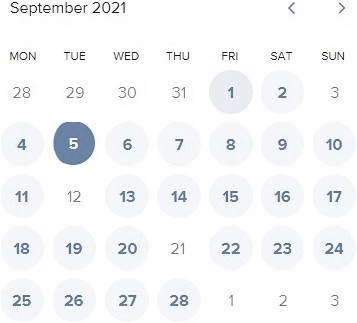 September 2021
MON TUE WED THU FRI SAT SUN
28 29 30 31 1 2 3
4 5 6 7 8 9 10
11 12 13 14 15 16 17
18 19 20 21 22 23 24
25 26 27 28 1 2 3